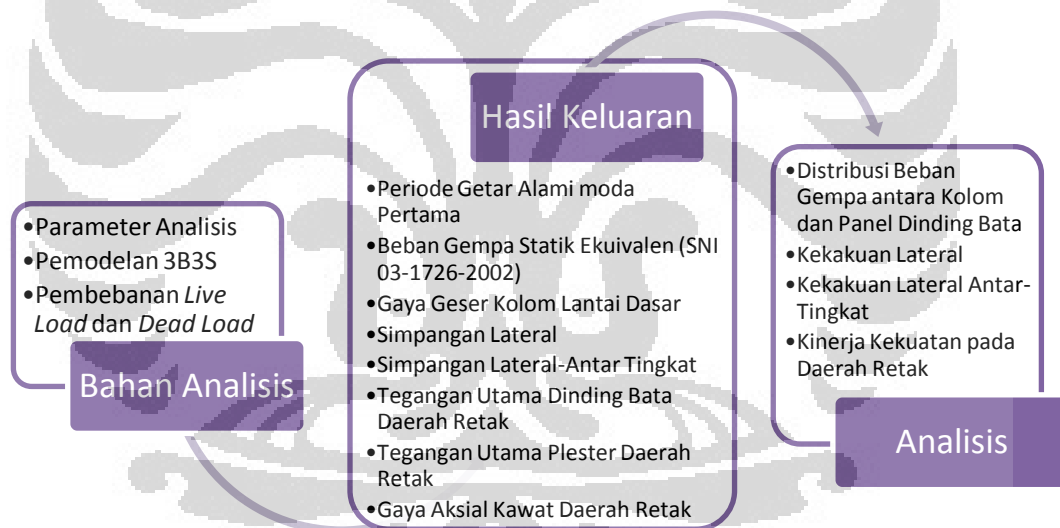 •Parameter Analisis
•Pemodelan 3B3S
•Pembebanan Live
Load dan Dead Load
Bahan Analisis
Hasil Keluaran
•Periode Getar Alami moda
Pertama
•Beban Gempa Statik Ekuivalen (SNI
03-1726-2002)
•Gaya Geser Kolom Lantai Dasar
•Simpangan Lateral
•Simpangan Lateral-Antar Tingkat
•Tegangan Utama Dinding Bata
Daerah Retak
•Tegangan Utama Plester Daerah
Retak
•Gaya Aksial Kawat Daerah Retak
•Distribusi Beban
Gempa antara Kolom
dan Panel Dinding Bata
•Kekakuan Lateral
•Kekakuan Lateral Antar-
Tingkat
•Kinerja Kekuatan pada
Daerah Retak
Analisis